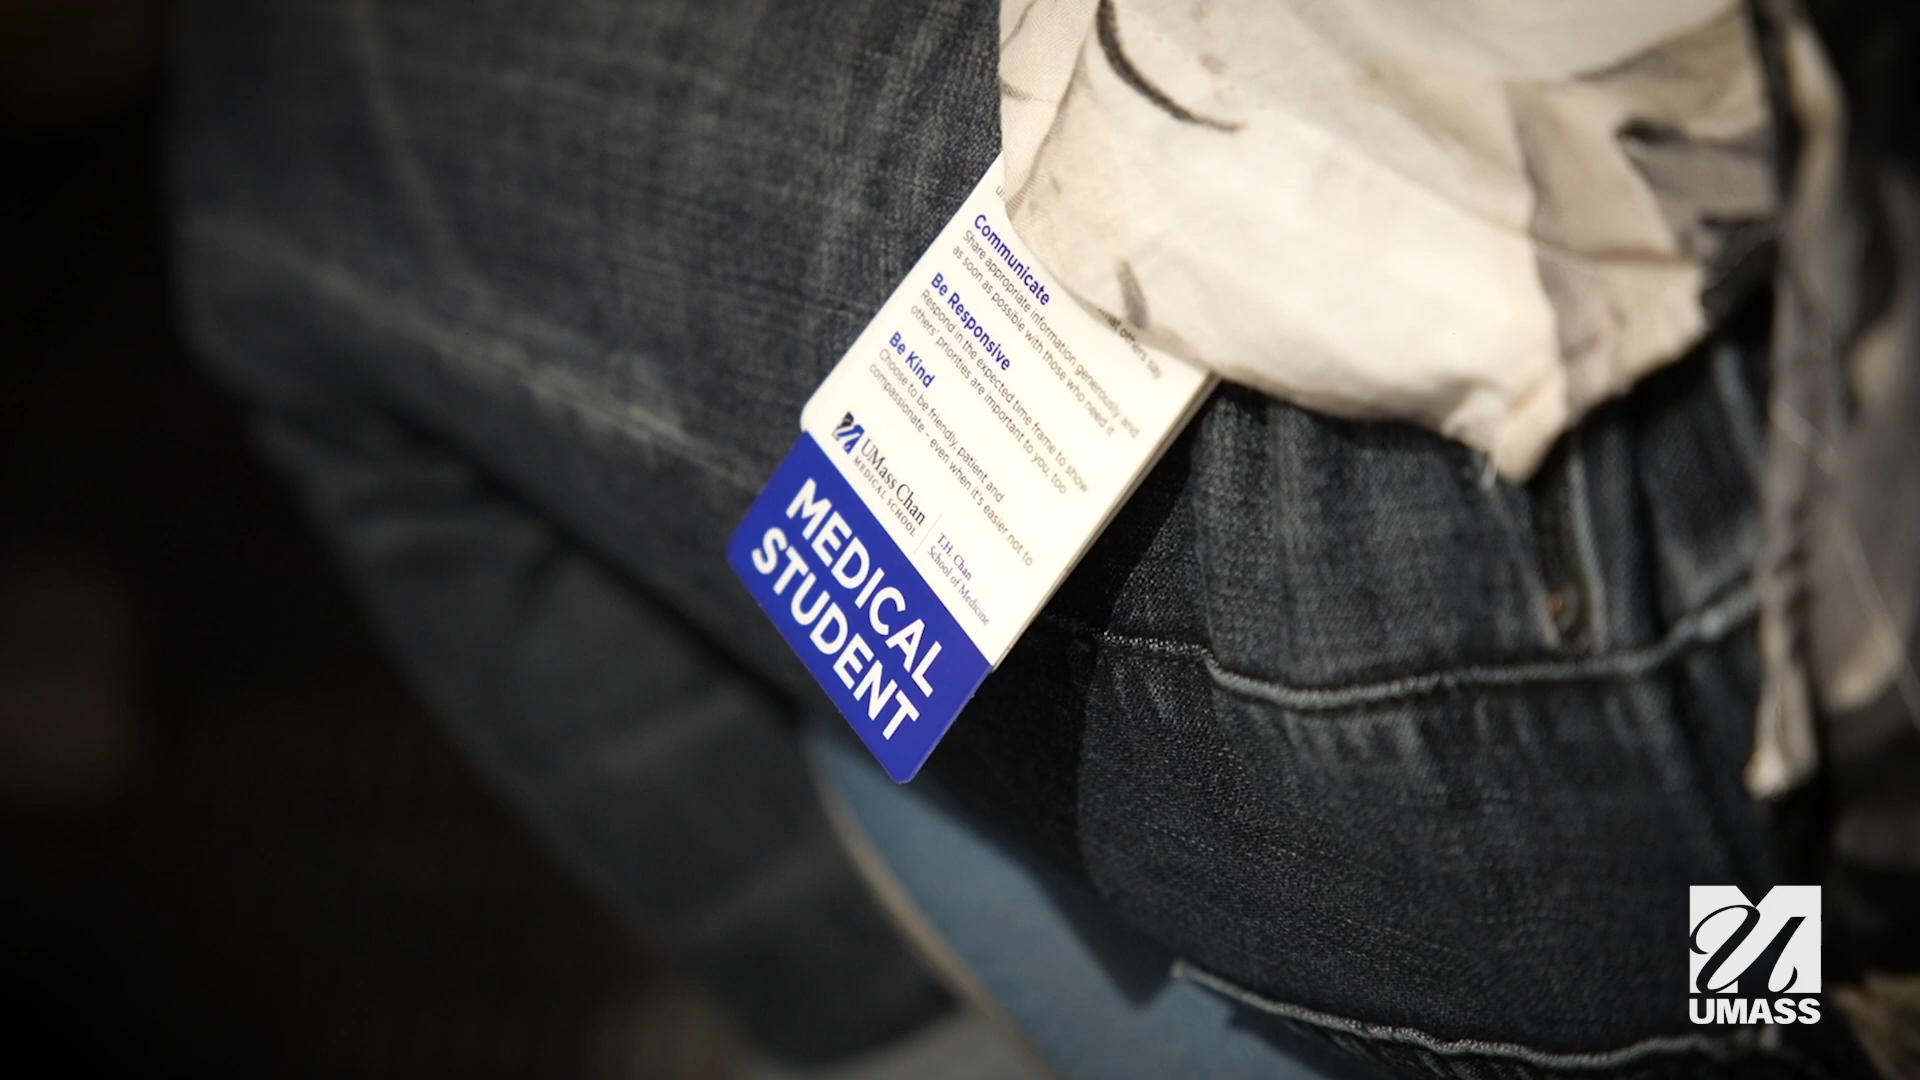 what others say
Communicate
Share appropriate information generously and
as soon as possible with those who need it
Be Responsive
Respond in the expected time frame to show
others' priorities are important to you, too
Be Kind
Choose to be friendly, patient and
compassionate - even when it's easier not to
UMass Chan
MEDICAL SCHOOL
T.H. Chan
School of Medicine
MEDICAL
STUDENT
UMASS